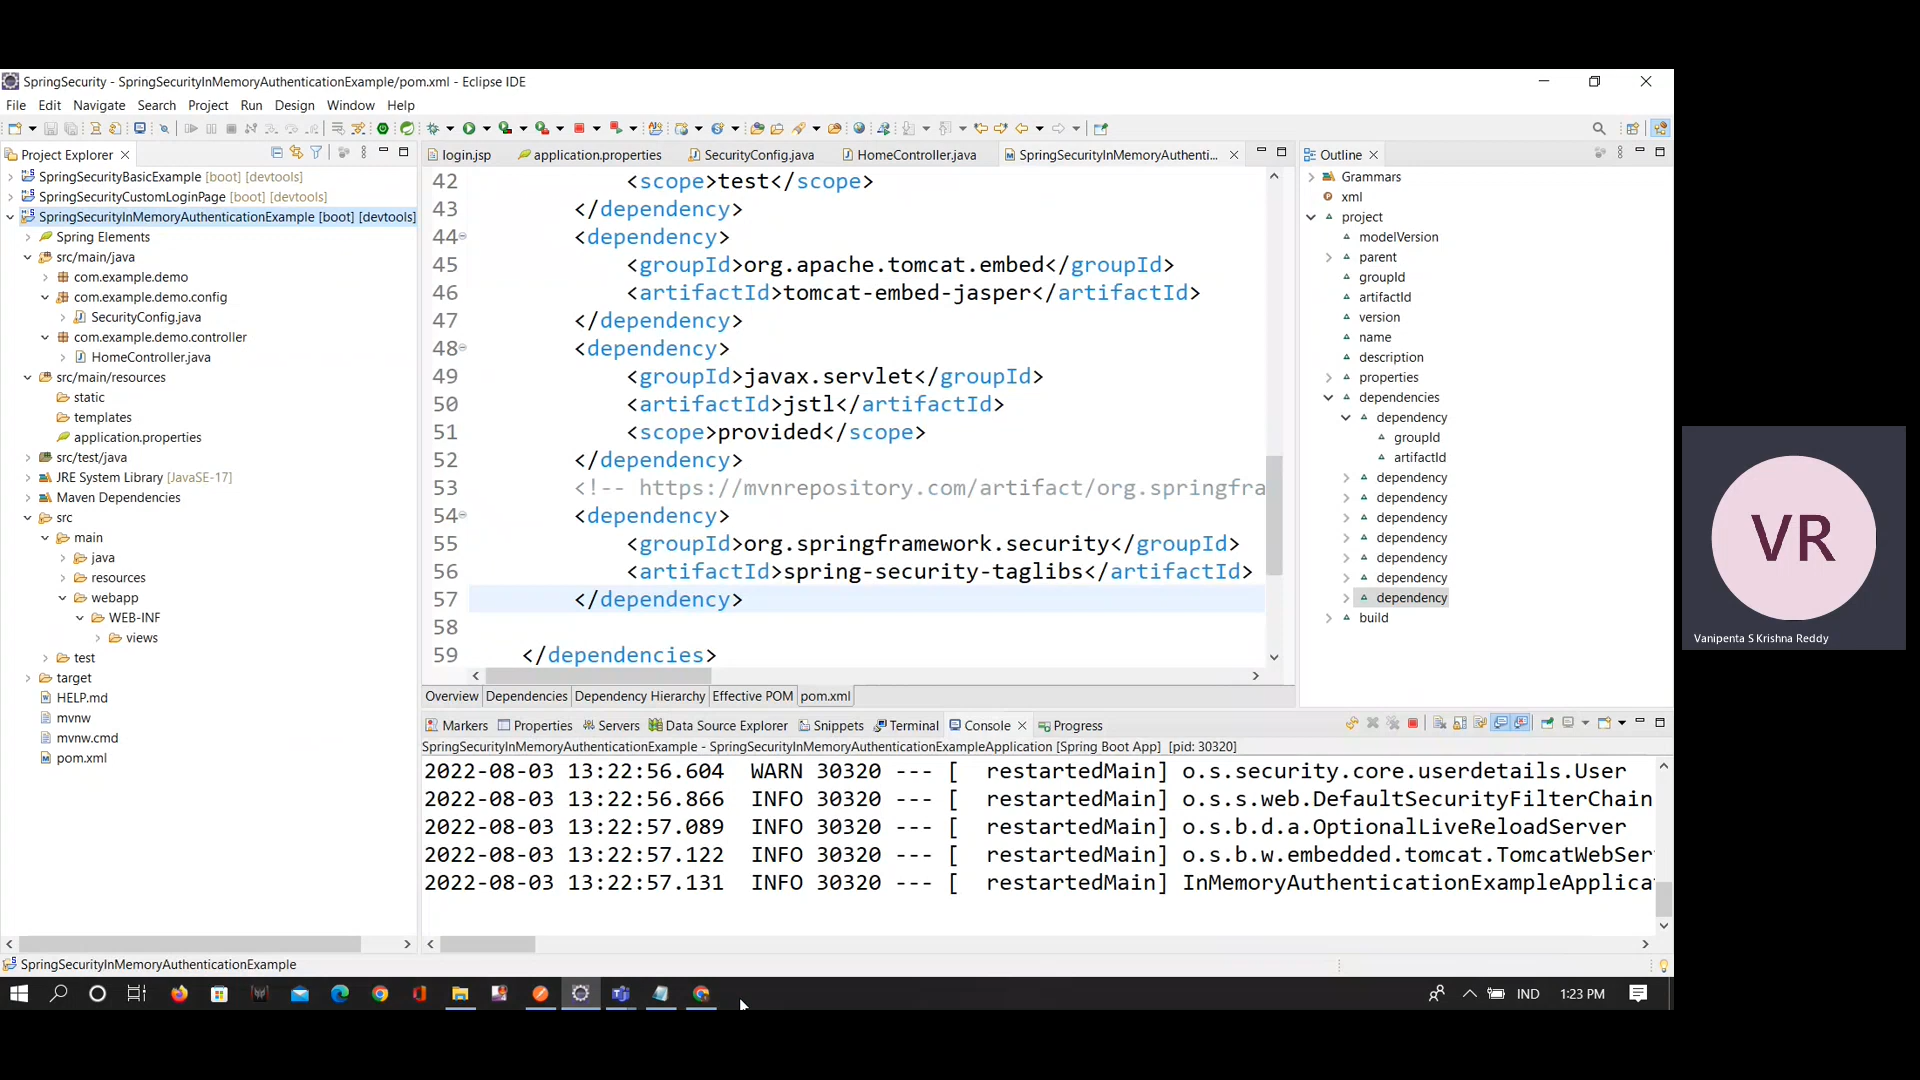 SpringSecurity - SpringSecurityInMemoryAuthenticationExample/pom.xml - Eclipse IDE
File Edit Navigate Search Project Run Design Window Help
Project Explorer
SpringSecurityBasicExample [boot] [devtools]
SpringSecurityCustomLoginPage [boot] [devtools]
SpringSecurityInMemoryAuthenticationExample [boot] [devtools]
Spring Elements
src/main/java
com.example.demo
com.example.demo.config
SecurityConfig.java
com.example.demo.controller
HomeController.java
src/main/resources
static
templates
application.properties
src/test/java
JRE System Library [JavaSE-17]
Maven Dependencies
src
main
java
resources
webapp
WEB-INF
views
test
target
HELP.md
mvnw
mvnw.cmd
pom.xml
login.jsp application.properties SecurityConfig.java HomeController.java SpringSecurityInMemoryAuthenti...
42 <scope>test</scope>
43 </dependency>
44 <dependency>
45 <groupId>org.apache.tomcat.embed</groupId>
46 <artifactId>tomcat-embed-jasper</artifactId>
47 </dependency>
48 <dependency>
49 <groupId>javax.servlet</groupId>
50 <artifactId>jstl</artifactId>
51 <scope>provided</scope>
52 </dependency>
53 <!-- https://mvnrepository.com/artifact/org.springfra
54 <dependency>
55 <groupId>org.springframework.security</groupId>
56 <artifactId>spring-security-taglibs</artifactId>
57 </dependency>
58
59 </dependencies>
Overview Dependencies Dependency Hierarchy Effective POM pom.xml
Outline
Grammars
xml
project
modelVersion
parent
groupId
artifactId
version
name
description
properties
dependencies
dependency
groupId
artifactId
dependency
dependency
dependency
dependency
dependency
dependency
dependency
build
Markers Properties Servers Data Source Explorer Snippets Terminal Console Progress
SpringSecurityInMemoryAuthenticationExample - SpringSecurityInMemoryAuthenticationExampleApplication [Spring Boot App] [pid: 30320]
2022-08-03 13:22:56.604 WARN 30320 --- [ restartedMain] o.s.security.core.userdetails.User
2022-08-03 13:22:56.866 INFO 30320 --- [ restartedMain] o.s.s.web.DefaultSecurityFilterChain
2022-08-03 13:22:57.089 INFO 30320 --- [ restartedMain] o.s.b.d.a.OptionalLiveReloadServer
2022-08-03 13:22:57.122 INFO 30320 --- [ restartedMain] o.s.b.w.embedded.tomcat.TomcatWebSer
2022-08-03 13:22:57.131 INFO 30320 --- [ restartedMain] InMemoryAuthenticationExampleApplica
SpringSecurityInMemoryAuthenticationExample
IND 1:23 PM
VR
Vanipenta S Krishna Reddy